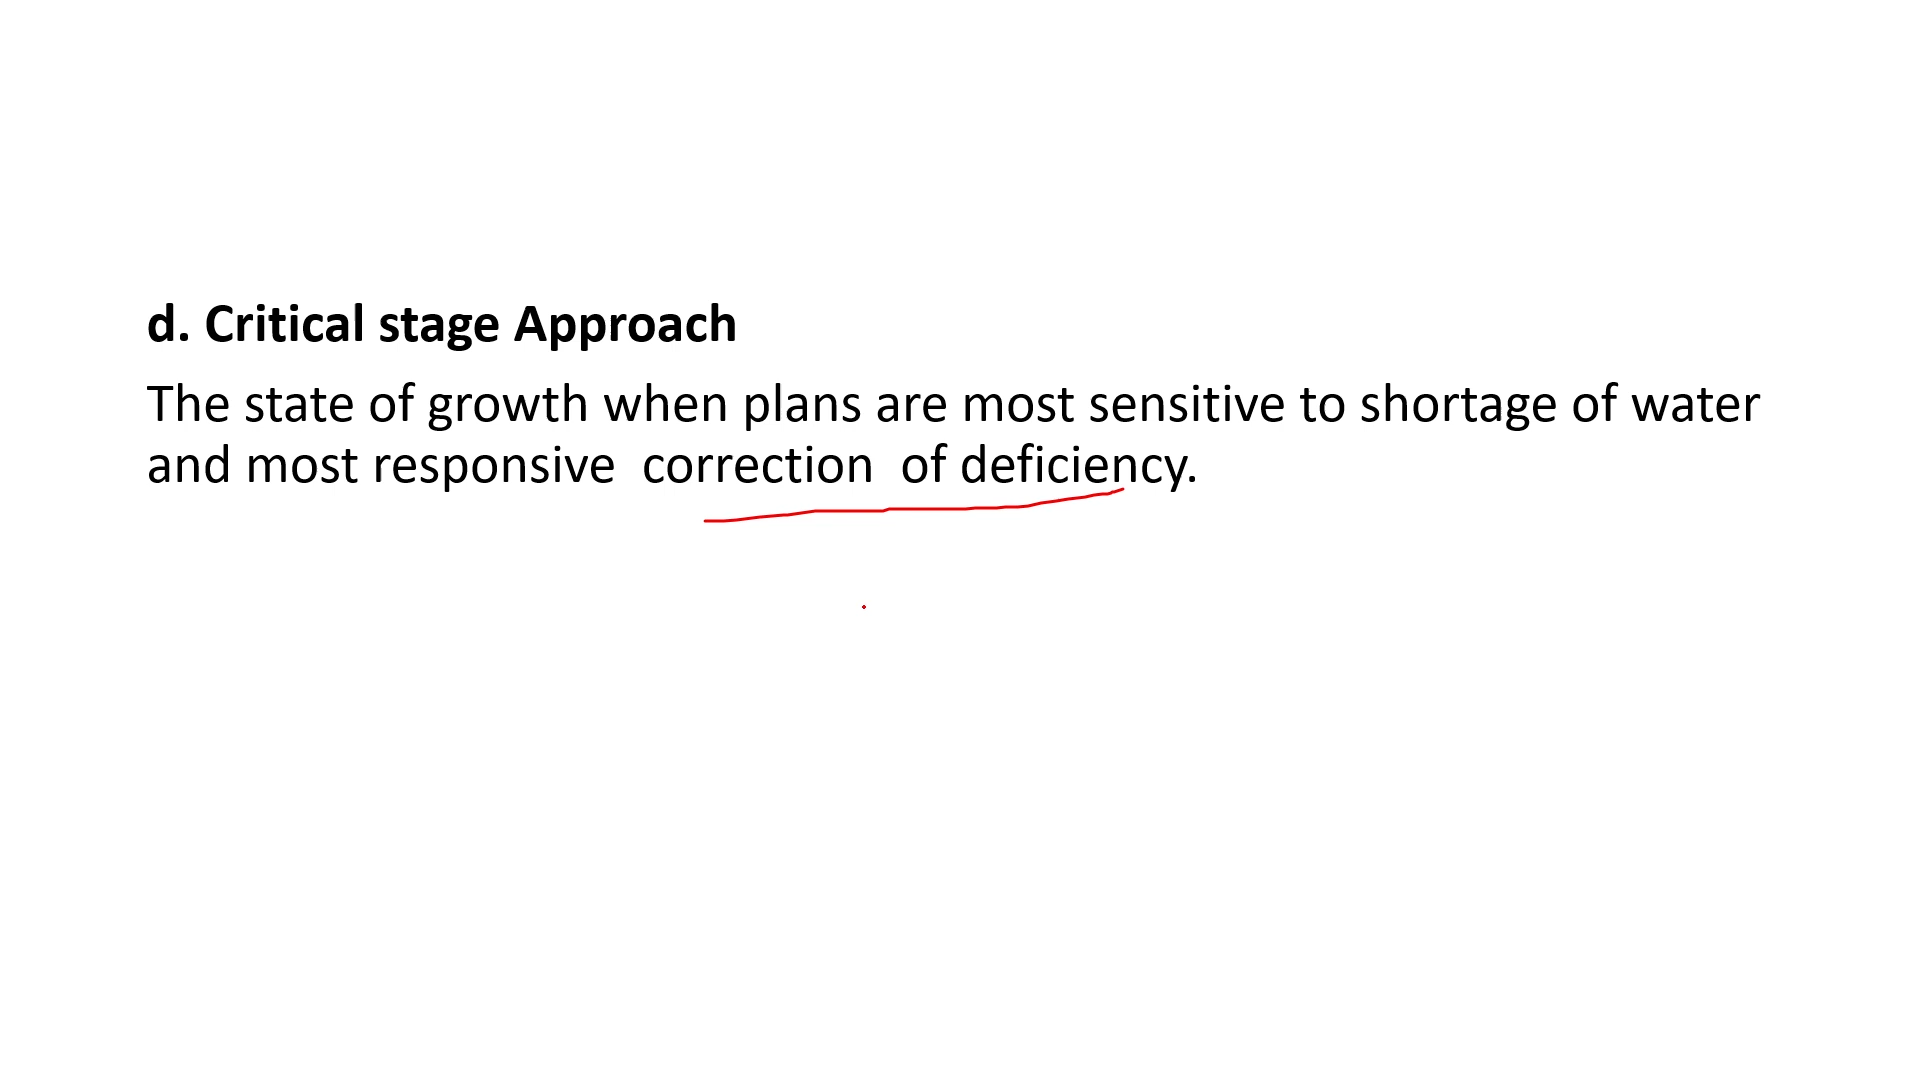 d. Critical stage Approach
The state of growth when plans are most sensitive to shortage of water
and most responsive  correction  of deficiency.